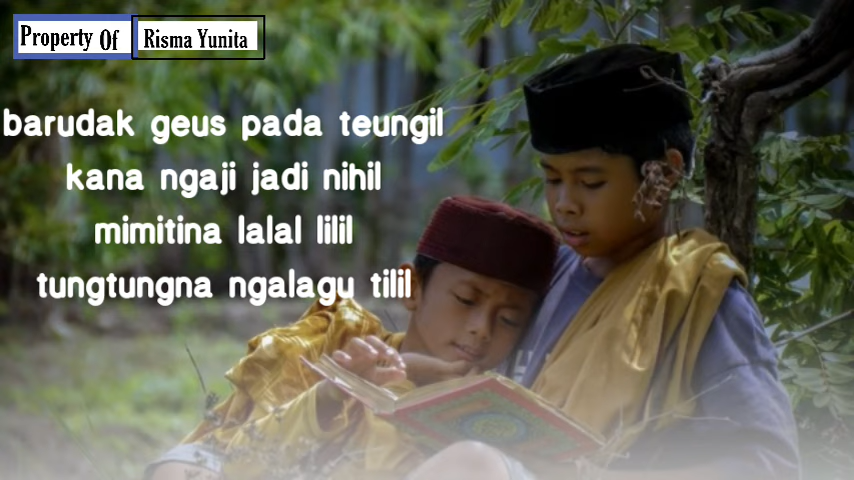 Property Of Risma Yunita
barudak geus pada teungil
kana ngaji jadi nihil
mimitina lalal lilil
tungtungna ngalagu tilil